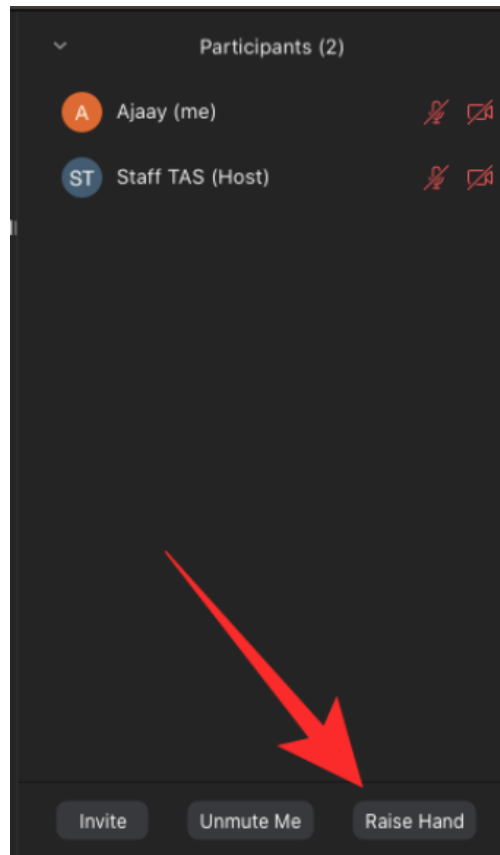 Participants (2)
A Ajaay (me)
ST Staff TAS (Host)
Invite Unmute Me Raise Hand